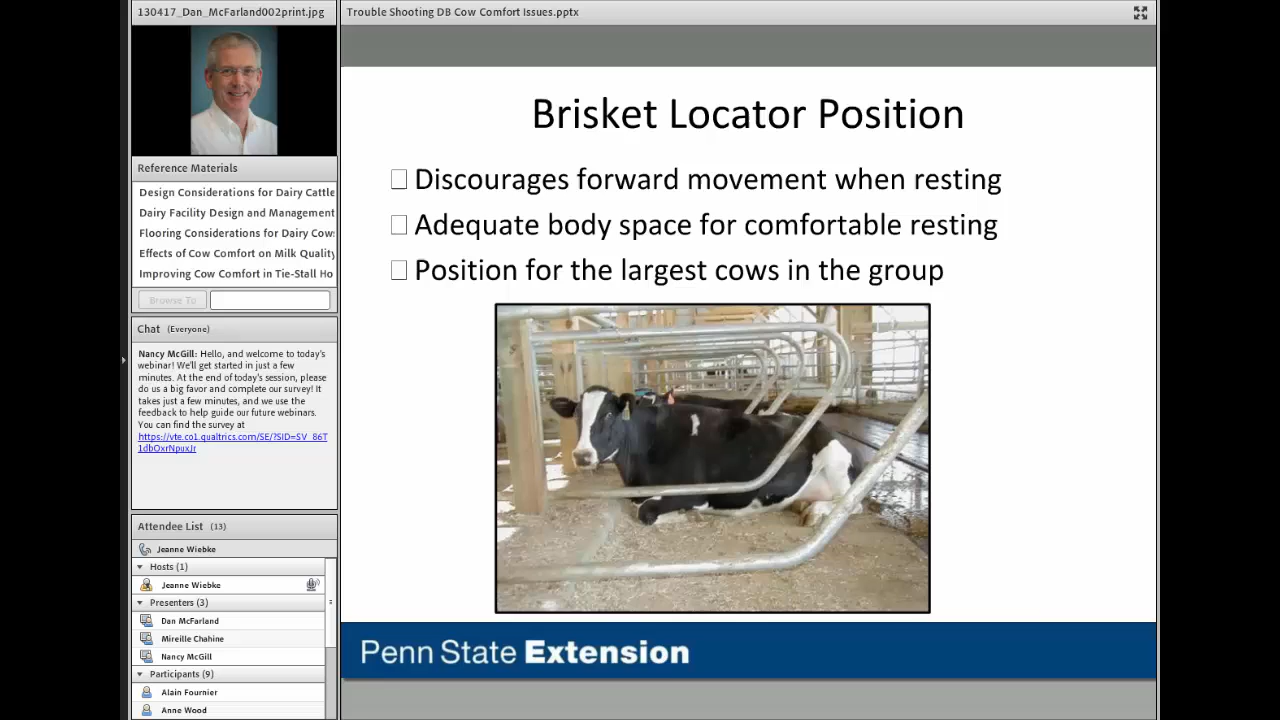 130417_Dan_McFarland002print.jpg
Reference Materials
Design Considerations for Dairy Cattle
Dairy Facility Design and Management
Flooring Considerations for Dairy Cows
Effects of Cow Comfort on Milk Quality
Improving Cow Comfort in Tie-Stall Ho
Browse To
Chat (Everyone)
Nancy McGill: Hello, and welcome to today's
webinar! We'll get started in just a few
minutes. At the end of today's session, please
do us a big favor and complete our survey! It
takes just a few minutes, and we use the
feedback to help guide our future webinars.
You can find the survey at
https://vte.co1.qualtrics.com/SE/?SID=SV_86T
1dbOxrNpuxJr
Attendee List (13)
Jeanne Wiebke
Hosts (1)
Jeanne Wiebke
Presenters (3)
Dan McFarland
Mireille Chahine
Nancy McGill
Participants (9)
Alain Fournier
Anne Wood
Trouble Shooting DB Cow Comfort Issues.pptx
Brisket Locator Position
Discourages forward movement when resting
Adequate body space for comfortable resting
Position for the largest cows in the group
Penn State Extension